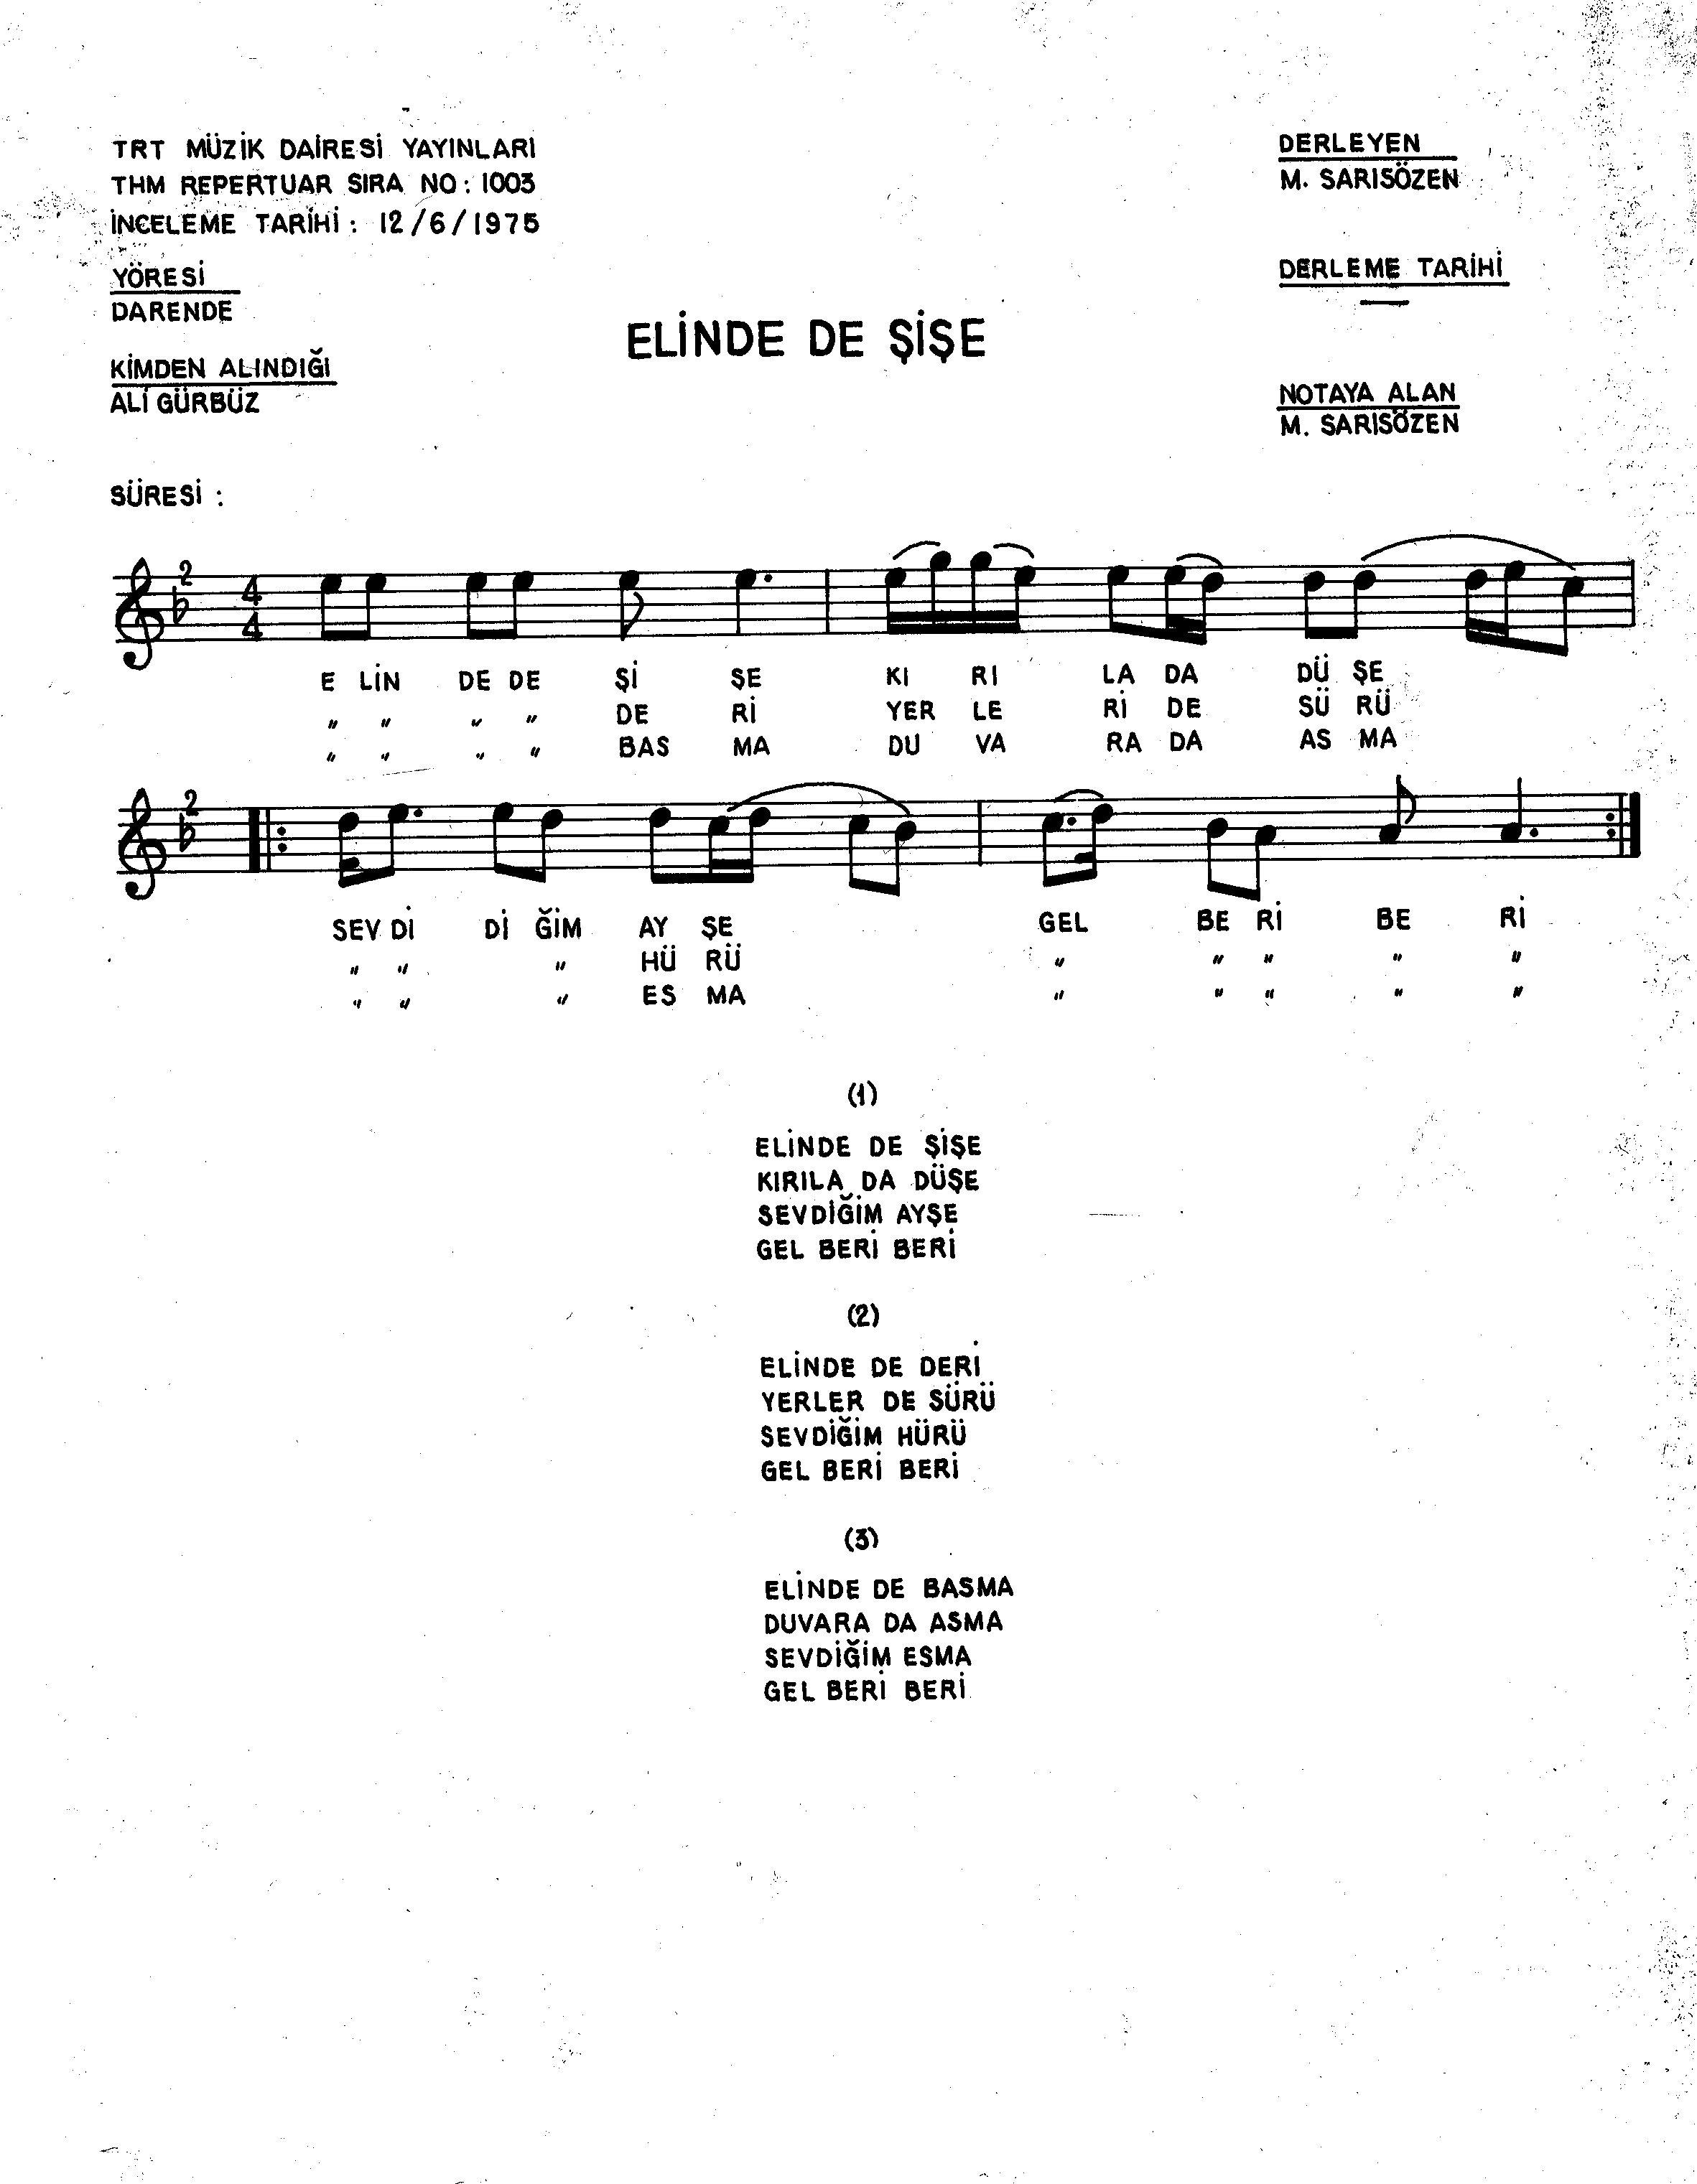 TRT MÜZİK DAİRESİ YAYINLARI
THM REPERTUAR SIRA NO: 1003
İNCELEME TARİHİ: 12/6/1975
YÖRESİ
DARENDE
KİMDEN ALINDIĞI
ALİ GÜRBÜZ
SÜRESİ :
DERLEYEN
M. SARISÖZEN
DERLEME TARİHİ
—
NOTAYA ALAN
M. SARISÖZEN
ELİNDE DE ŞİŞE
2 4 4
E LİN DE DE Şİ ŞE KI RI LA DA DÜ ŞE
" " " " DE Rİ YER LE Rİ DE SÜ RÜ
" " " " BAS MA DU VA RA DA AS MA
2
SEV Dİ Dİ ĞİM AY ŞE GEL BE Rİ BE Rİ
" " " HÜ RÜ " " " " "
" " " ES MA " " " " "
(1)
ELİNDE DE ŞİŞE
KIRILA DA DÜŞE
SEVDİĞİM AYŞE
GEL BERİ BERİ
(2)
ELİNDE DE DERİ
YERLER DE SÜRÜ
SEVDİĞİM HÜRÜ
GEL BERİ BERİ
(3)
ELİNDE DE BASMA
DUVARA DA ASMA
SEVDİĞİM ESMA
GEL BERİ BERİ